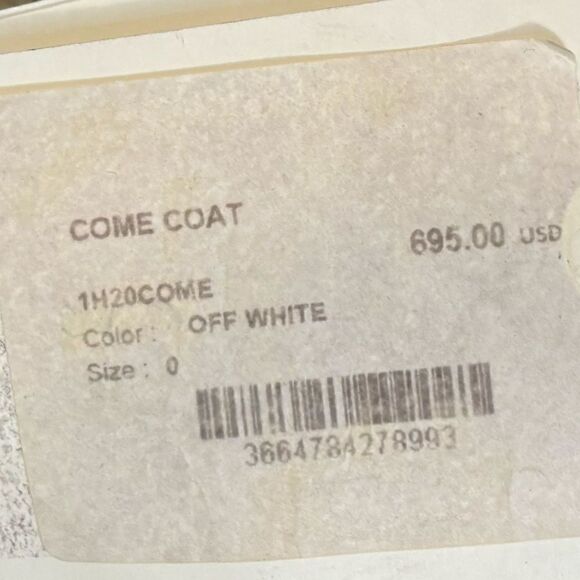 COME COAT
695.00 USD
1H20COME
Color : OFF WHITE
Size : 0
3664784278993